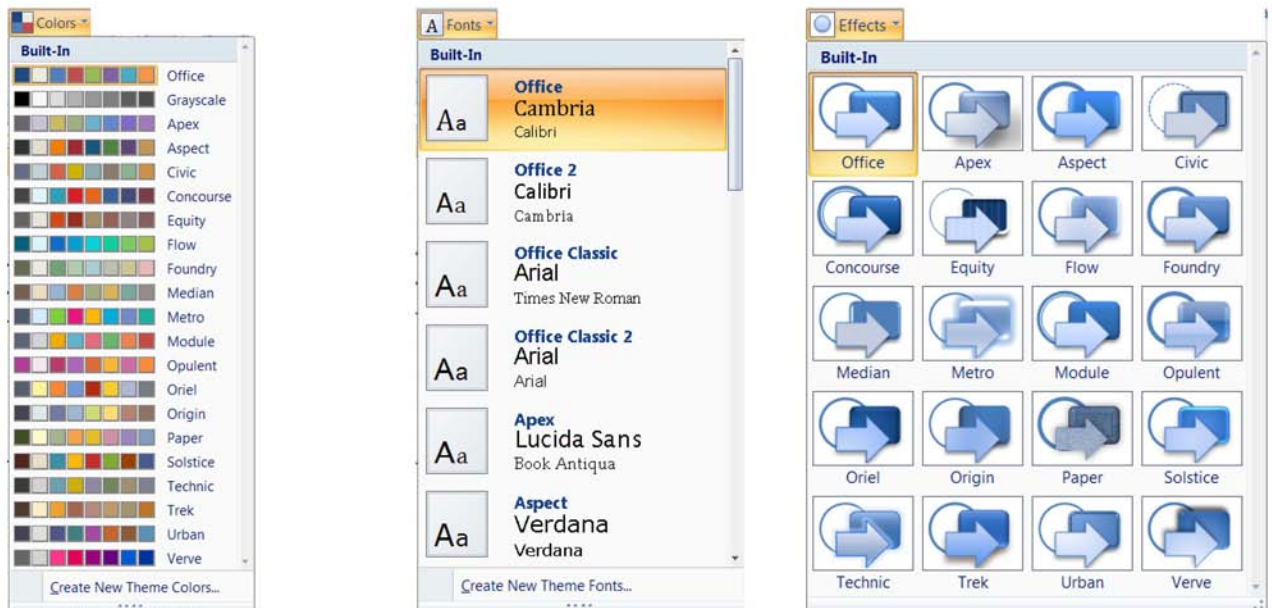 Colors
Built-In
Office
Grayscale
Apex
Aspect
Civic
Concourse
Equity
Flow
Foundry
Median
Metro
Module
Opulent
Oriel
Origin
Paper
Solstice
Technic
Trek
Urban
Verve
Create New Theme Colors...
A Fonts
Built-In
Aa
Office
Cambria
Calibri
Aa
Office 2
Calibri
Cambria
Aa
Office Classic
Arial
Times New Roman
Aa
Office Classic 2
Arial
Arial
Aa
Apex
Lucida Sans
Book Antiqua
Aa
Aspect
Verdana
Verdana
Create New Theme Fonts...
Effects
Built-In
Office Apex Aspect Civic
Concourse Equity Flow Foundry
Median Metro Module Opulent
Oriel Origin Paper Solstice
Technic Trek Urban Verve